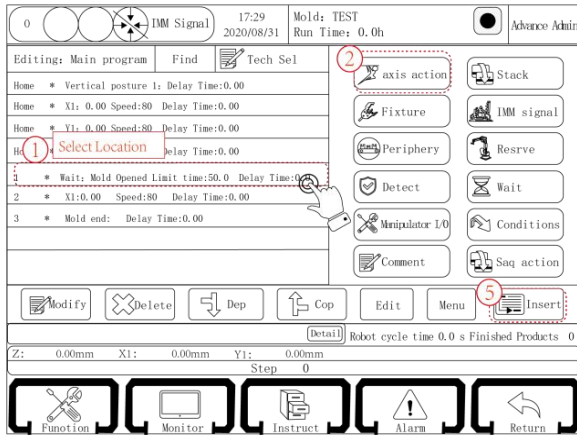 0 IMM Signal 17:29 2020/08/31 Mold: TEST Run Time: 0.0h Advance Admin
Editing: Main program Find Tech Sel
Home * Vertical posture 1: Delay Time:0.00
Home * X1: 0.00 Speed:80 Delay Time:0.00
Home * Y1: 0.00 Speed:80 Delay Time:0.00
1 Select Location Delay Time:0.00
1 * Wait: Mold Opened Limit time:50.0 Delay Time:0.0
2 * X1:0.00 Speed:80 Delay Time:0.00
3 * Mold end: Delay Time:0.00
2 axis action Stack
Fixture IMM signal
Periphery Resrve
Detect Wait
Manipulator I/O Conditions
Comment Saq action
5
Modify Delete Dep Cop Edit Menu Insert
Detail Robot cycle time 0.0 s Finished Products 0
Z: 0.00mm X1: 0.00mm Y1: 0.00mm
Step 0
Function Monitor Instruct Alarm Return